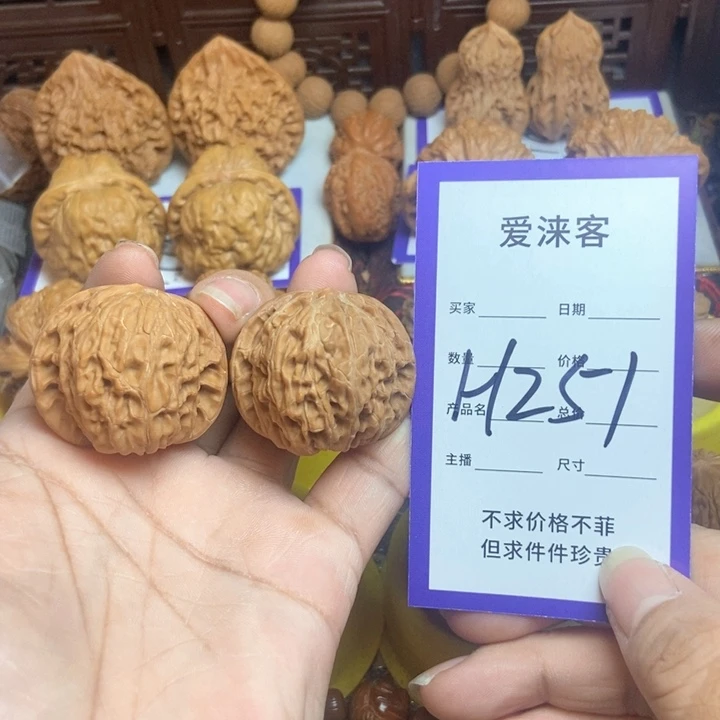 爱涞客
买家 日期
数量 价格
H251
产品名 总价
主播 尺寸
不求价格不菲
但求件件珍贵